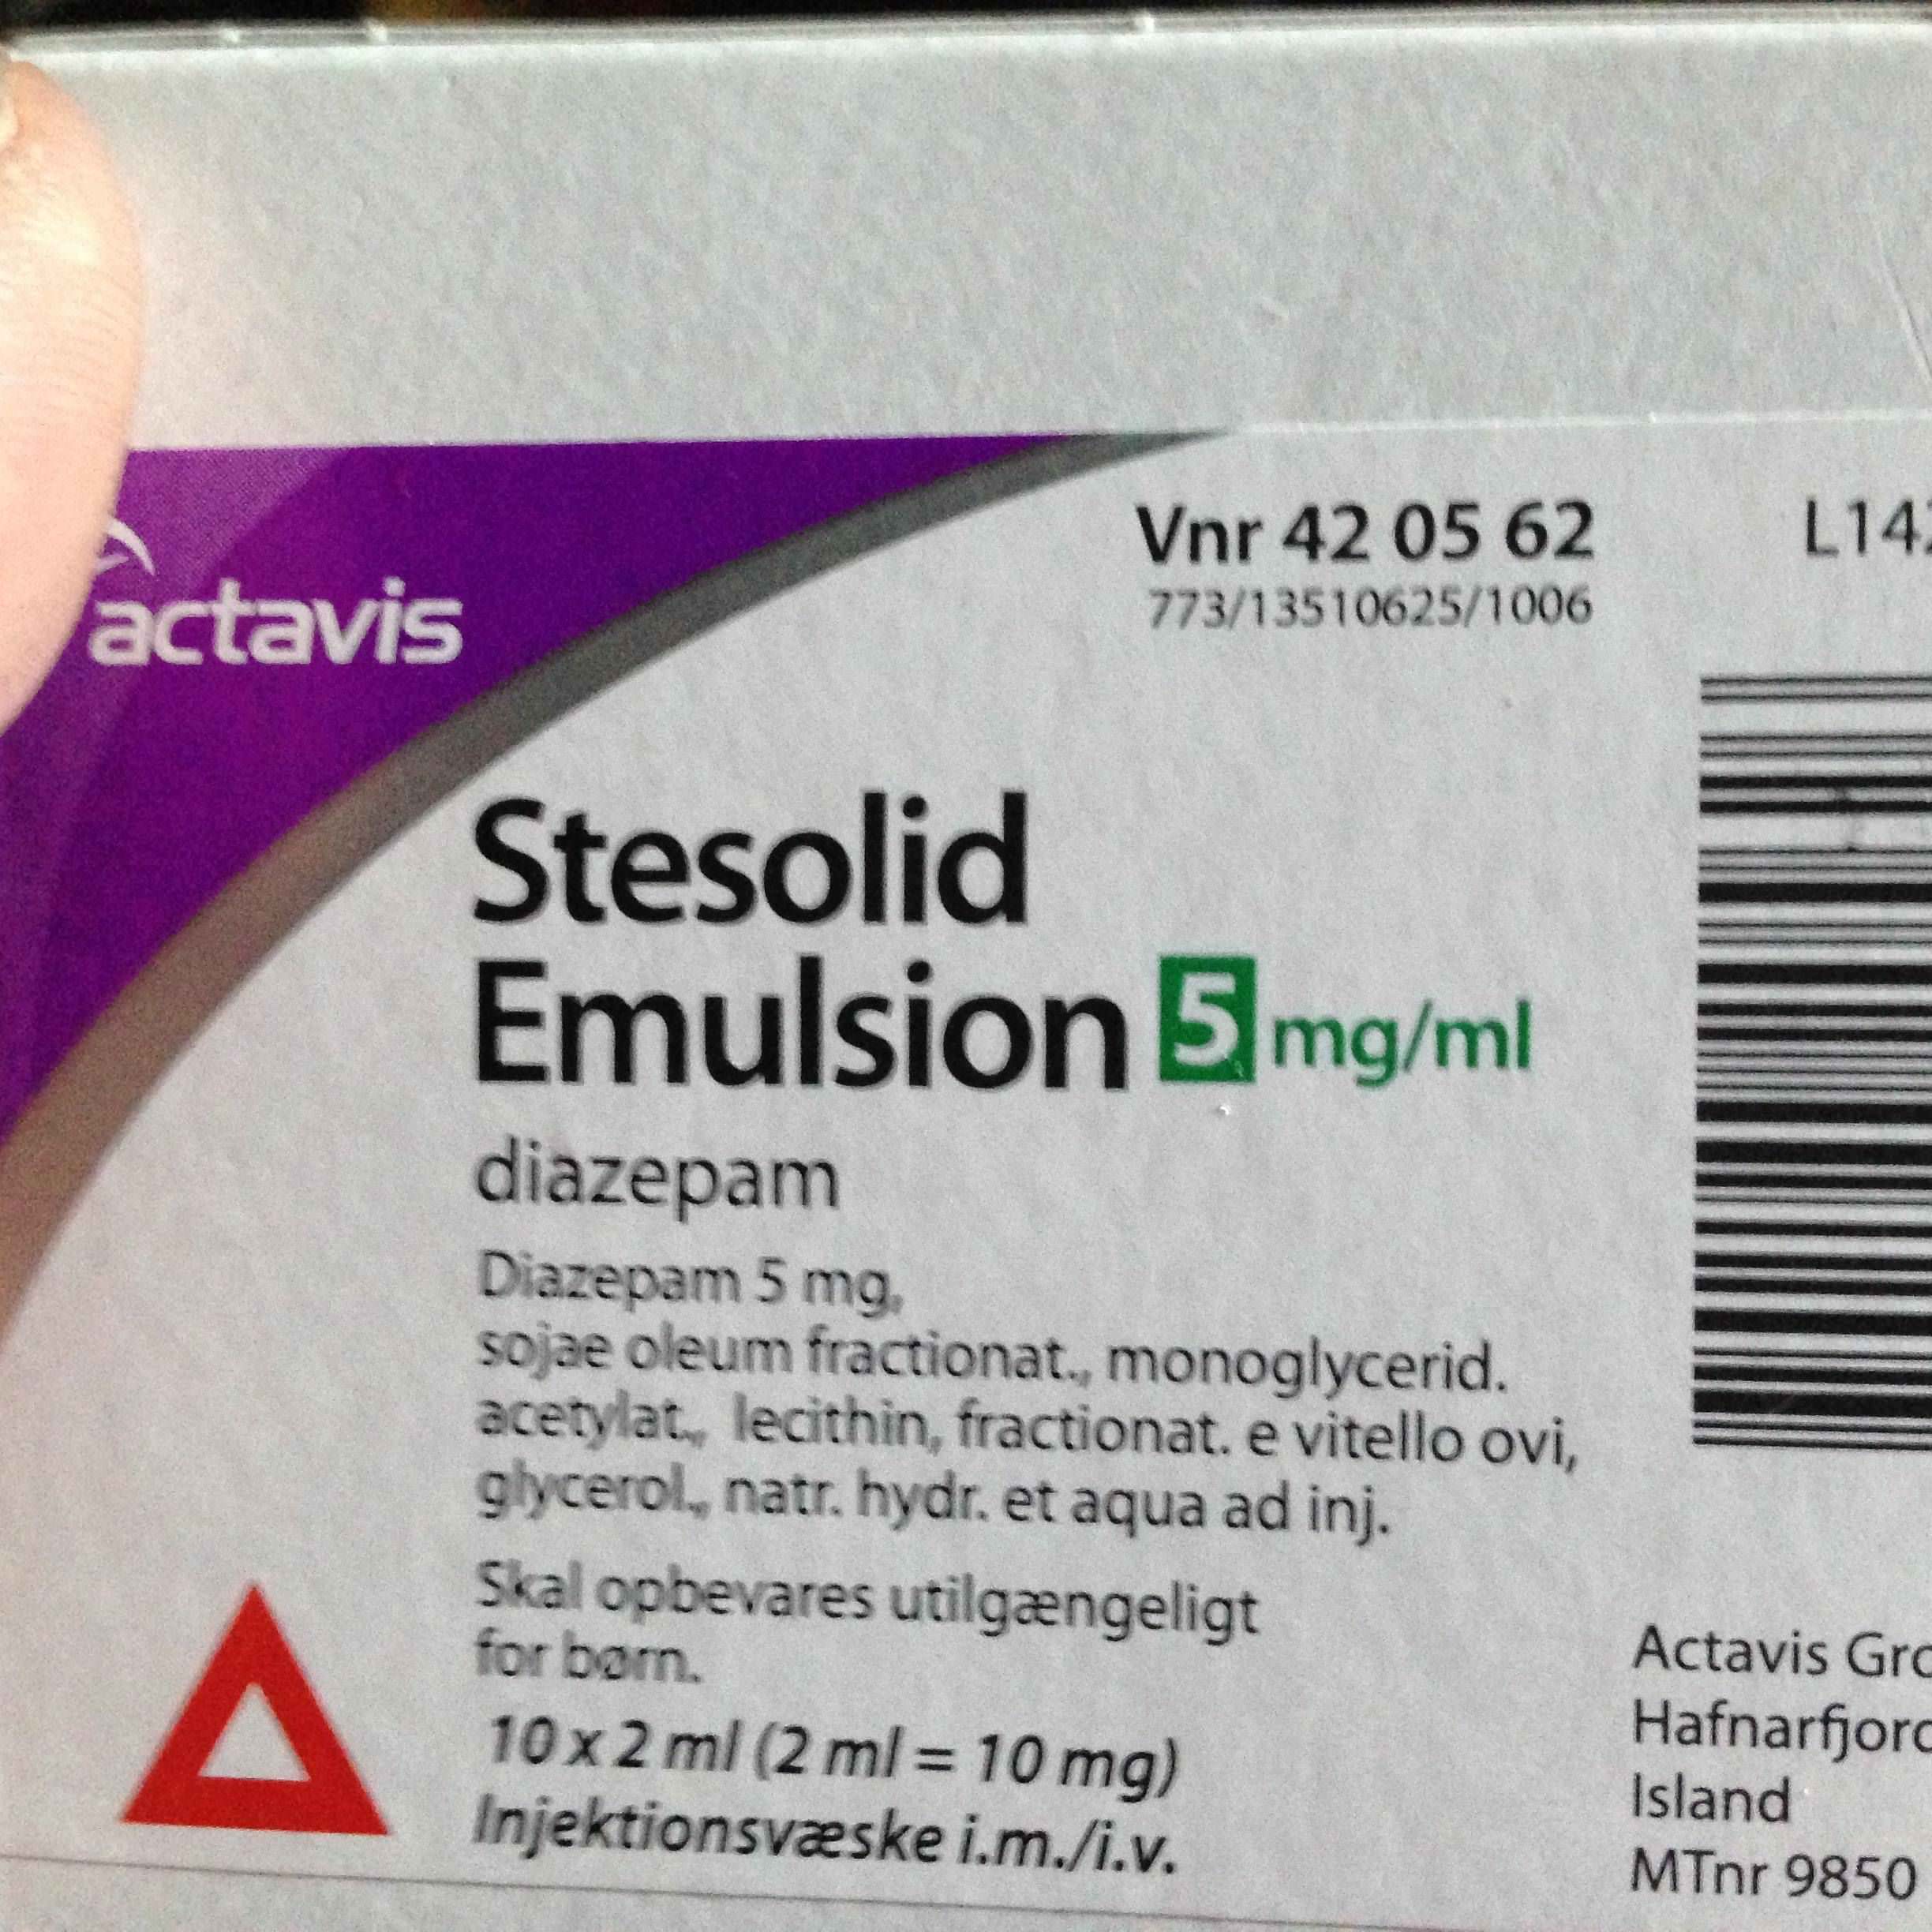 actavis
Vnr 42 05 62
773/13510625/1006
Stesolid
Emulsion 5 mg/ml
diazepam
Diazepam 5 mg,
sojae oleum fractionat., monoglycerid.
acetylat., lecithin, fractionat. e vitello ovi,
glycerol., natr. hydr. et aqua ad inj.
Skal opbevares utilgængeligt
for børn.
10 x 2 ml (2 ml = 10 mg)
Injektionsvæske i.m./i.v.
Actavis
Island
MTnr 9850